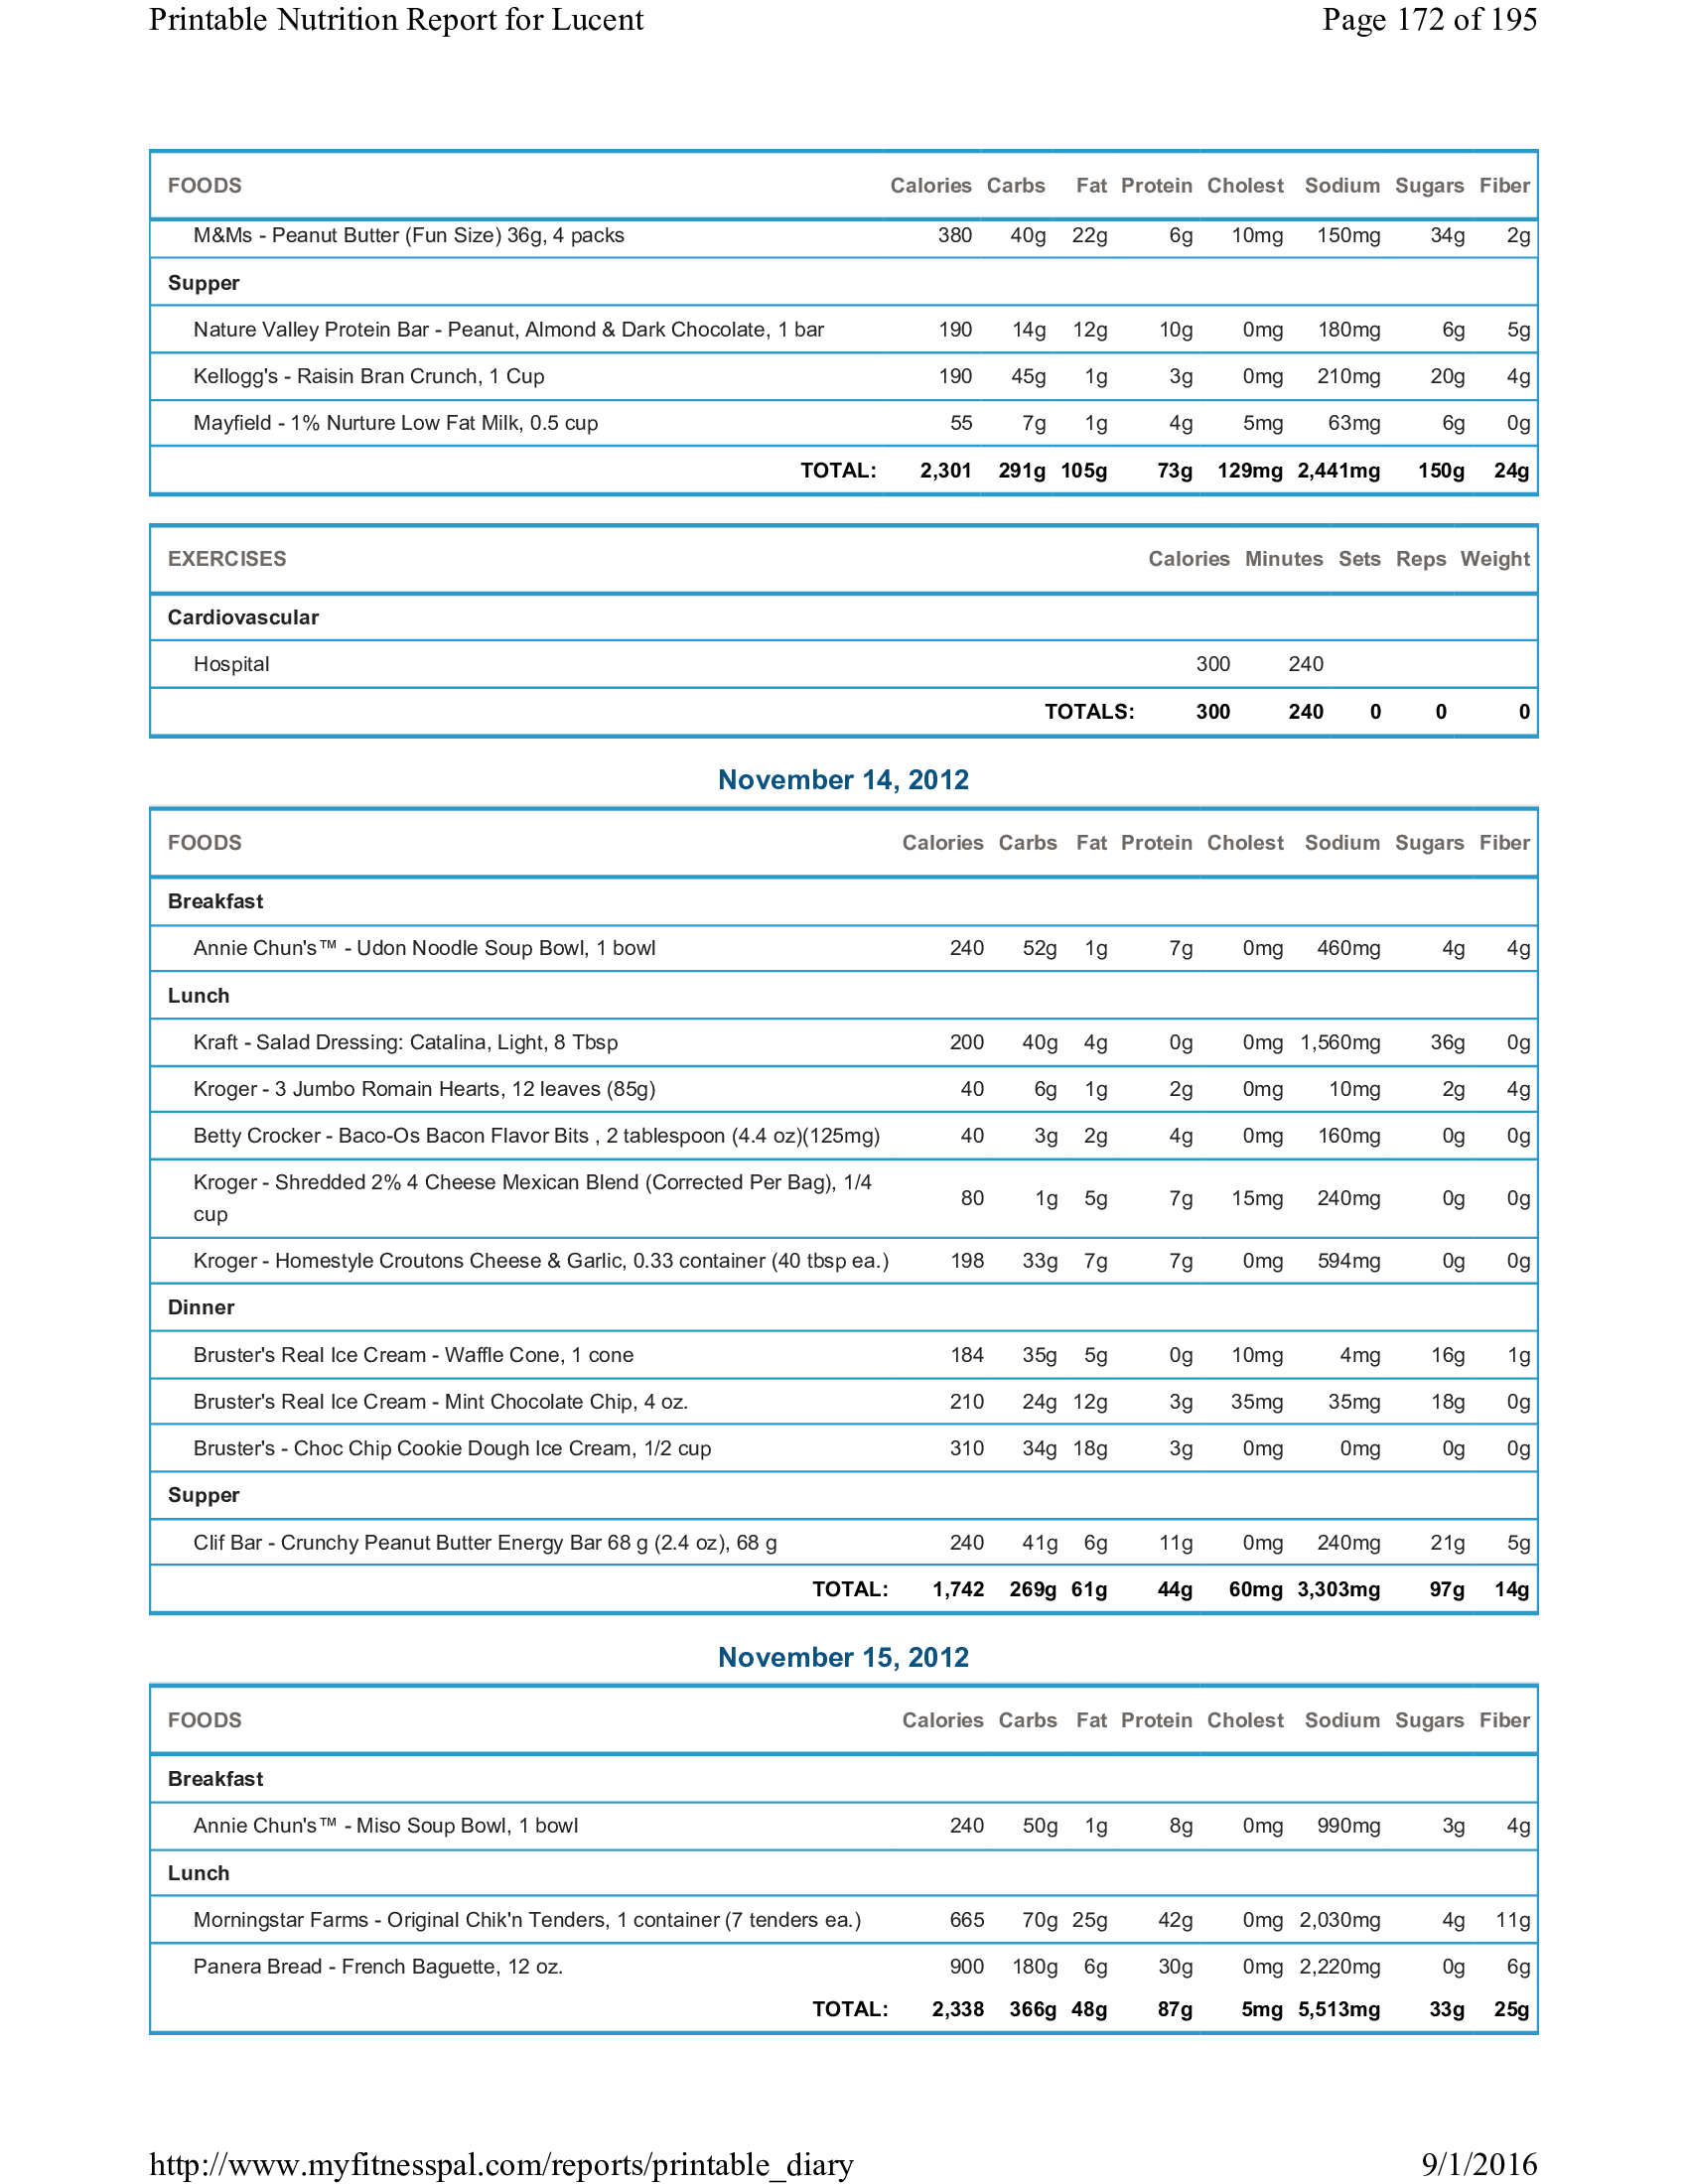 Printable Nutrition Report for Lucent Page 172 of 195
FOODS Calories Carbs Fat Protein Cholest Sodium Sugars Fiber
M&Ms - Peanut Butter (Fun Size) 36g, 4 packs 380 40g 22g 6g 10mg 150mg 34g 2g
Supper
Nature Valley Protein Bar - Peanut, Almond & Dark Chocolate, 1 bar 190 14g 12g 10g 0mg 180mg 6g 5g
Kellogg's - Raisin Bran Crunch, 1 Cup 190 45g 1g 3g 0mg 210mg 20g 4g
Mayfield - 1% Nurture Low Fat Milk, 0.5 cup 55 7g 1g 4g 5mg 63mg 6g 0g
TOTAL: 2,301 291g 105g 73g 129mg 2,441mg 150g 24g
EXERCISES Calories Minutes Sets Reps Weight
Cardiovascular
Hospital 300 240
TOTALS: 300 240 0 0 0
November 14, 2012
FOODS Calories Carbs Fat Protein Cholest Sodium Sugars Fiber
Breakfast
Annie Chun's™ - Udon Noodle Soup Bowl, 1 bowl 240 52g 1g 7g 0mg 460mg 4g 4g
Lunch
Kraft - Salad Dressing: Catalina, Light, 8 Tbsp 200 40g 4g 0g 0mg 1,560mg 36g 0g
Kroger - 3 Jumbo Romain Hearts, 12 leaves (85g) 40 6g 1g 2g 0mg 10mg 2g 4g
Betty Crocker - Baco-Os Bacon Flavor Bits , 2 tablespoon (4.4 oz)(125mg) 40 3g 2g 4g 0mg 160mg 0g 0g
Kroger - Shredded 2% 4 Cheese Mexican Blend (Corrected Per Bag), 1/4
cup 80 1g 5g 7g 15mg 240mg 0g 0g
Kroger - Homestyle Croutons Cheese & Garlic, 0.33 container (40 tbsp ea.) 198 33g 7g 7g 0mg 594mg 0g 0g
Dinner
Bruster's Real Ice Cream - Waffle Cone, 1 cone 184 35g 5g 0g 10mg 4mg 16g 1g
Bruster's Real Ice Cream - Mint Chocolate Chip, 4 oz. 210 24g 12g 3g 35mg 35mg 18g 0g
Bruster's - Choc Chip Cookie Dough Ice Cream, 1/2 cup 310 34g 18g 3g 0mg 0mg 0g 0g
Supper
Clif Bar - Crunchy Peanut Butter Energy Bar 68 g (2.4 oz), 68 g 240 41g 6g 11g 0mg 240mg 21g 5g
TOTAL: 1,742 269g 61g 44g 60mg 3,303mg 97g 14g
November 15, 2012
FOODS Calories Carbs Fat Protein Cholest Sodium Sugars Fiber
Breakfast
Annie Chun's™ - Miso Soup Bowl, 1 bowl 240 50g 1g 8g 0mg 990mg 3g 4g
Lunch
Morningstar Farms - Original Chik'n Tenders, 1 container (7 tenders ea.) 665 70g 25g 42g 0mg 2,030mg 4g 11g
Panera Bread - French Baguette, 12 oz. 900 180g 6g 30g 0mg 2,220mg 0g 6g
TOTAL: 2,338 366g 48g 87g 5mg 5,513mg 33g 25g
http://www.myfitnesspal.com/reports/printable_diary 9/1/2016